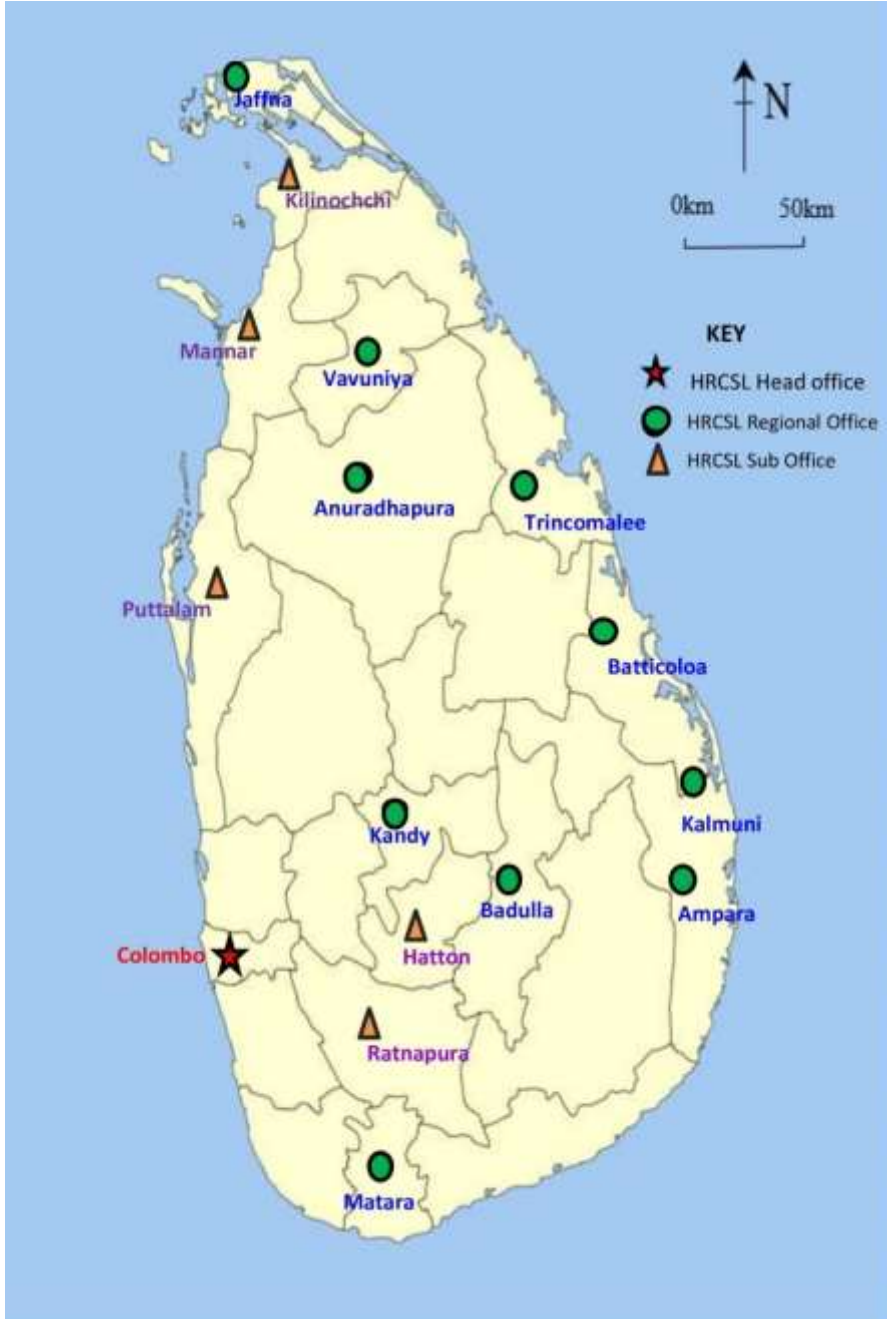 Jaffna
N
Kilinochchi
0km 50km
KEY
Mannar
Vavuniya
HRCSL Head office
HRCSL Regional Office
HRCSL Sub Office
Anuradhapura
Trincomalee
Puttalam
Batticoloa
Kandy
Kalmuni
Badulla
Ampara
Colombo
Hatton
Ratnapura
Matara